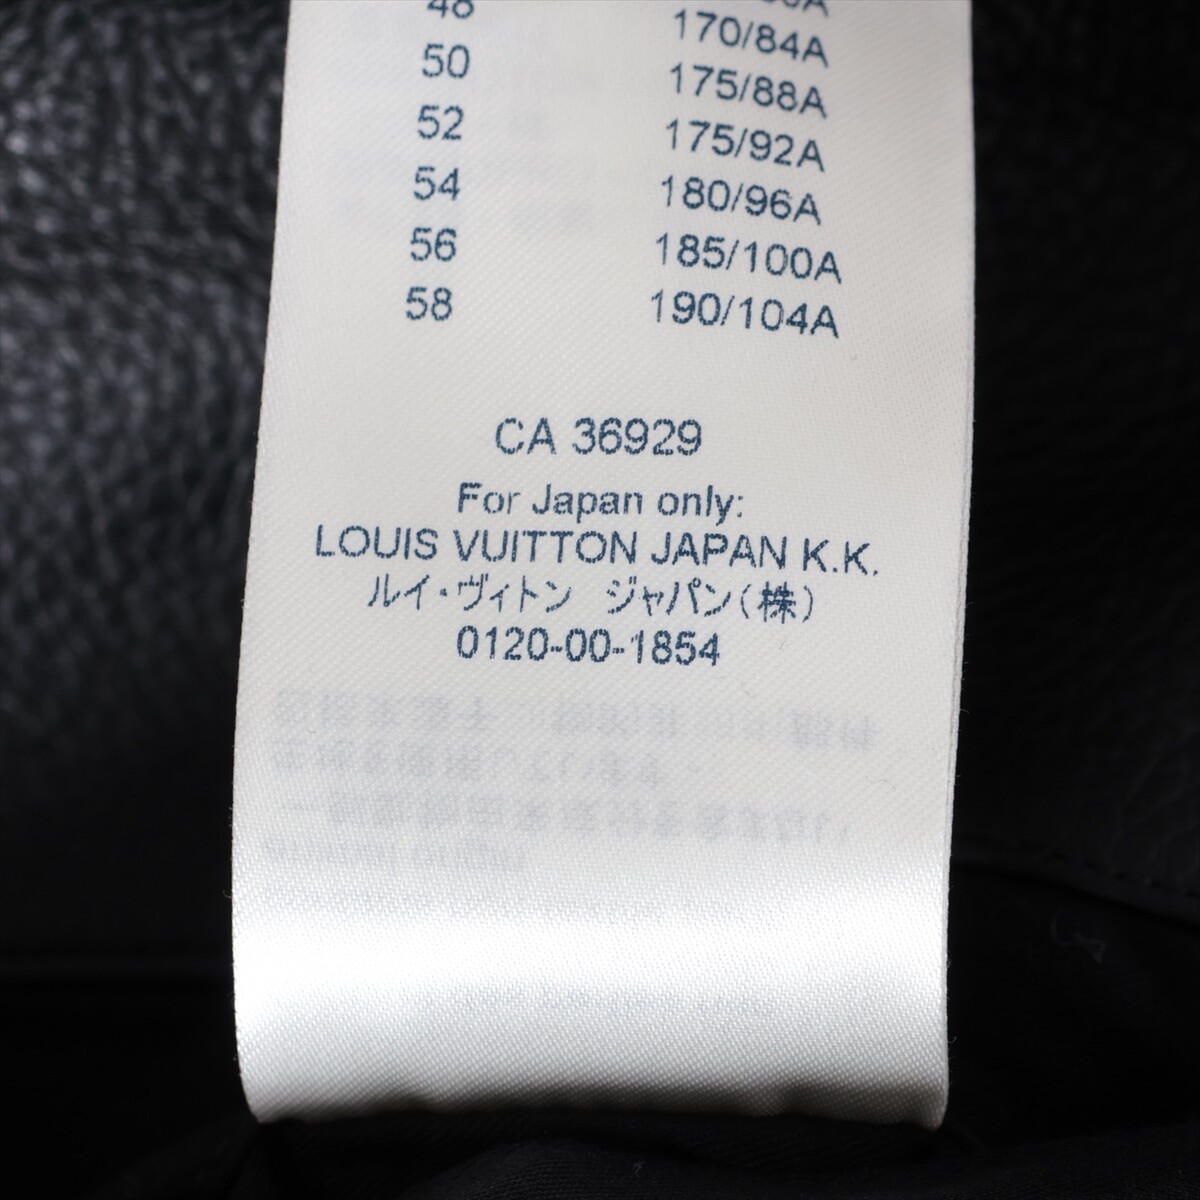 48 170/84A
50 175/88A
52 175/92A
54 180/96A
56 185/100A
58 190/104A
CA 36929
For Japan only:
LOUIS VUITTON JAPAN K.K.
ルイ・ヴィトン ジャパン(株)
0120-00-1854